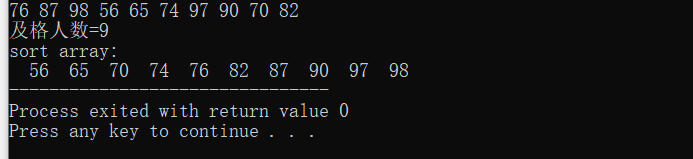 76 87 98 56 65 74 97 90 70 82
及格人数=9
sort array:
  56  65  70  74  76  82  87  90  97  98
--------------------------------
Process exited with return value 0
Press any key to continue . . .